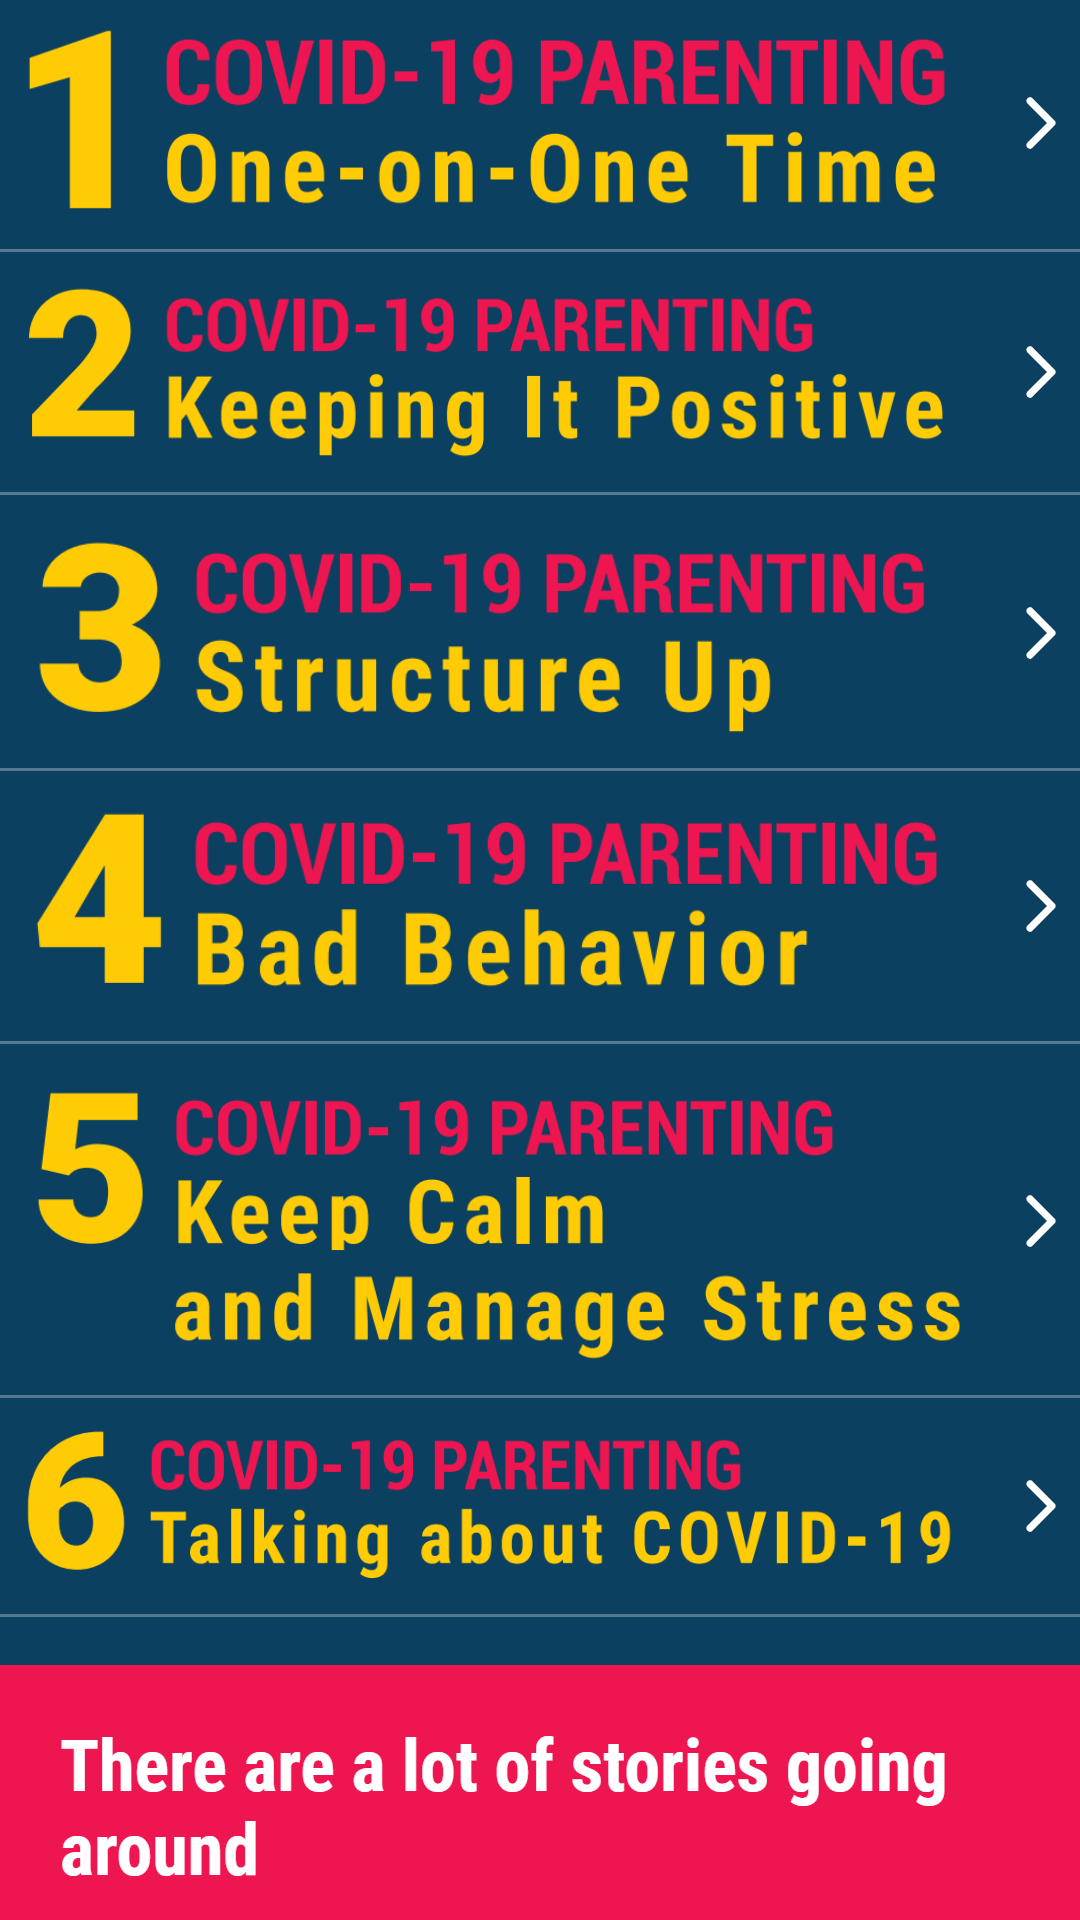 1 COVID-19 PARENTING
One-on-One Time
2 COVID-19 PARENTING
Keeping It Positive
3 COVID-19 PARENTING
Structure Up
4 COVID-19 PARENTING
Bad Behavior
5 COVID-19 PARENTING
Keep Calm
and Manage Stress
6 COVID-19 PARENTING
Talking about COVID-19
There are a lot of stories going
around